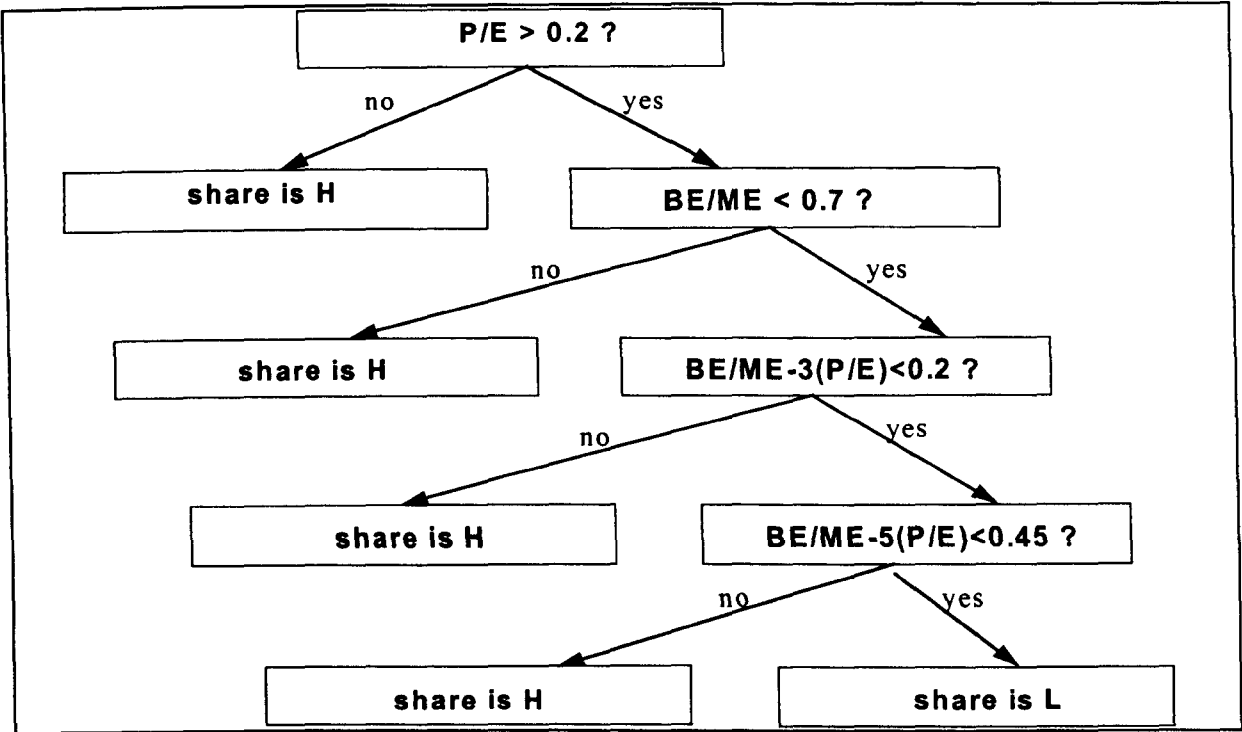 P/E > 0.2 ?
no
yes
share is H
BE/ME < 0.7 ?
no
yes
share is H
BE/ME-3(P/E)<0.2 ?
no
yes
share is H
BE/ME-5(P/E)<0.45 ?
no
yes
share is H
share is L